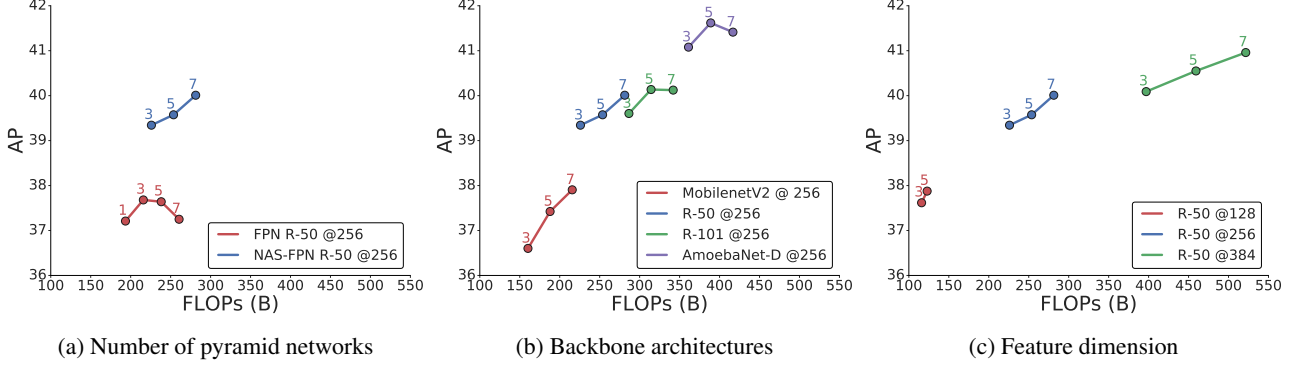 42
41
40
39
38
37
36
AP
100 150 200 250 300 350 400 450 500 550
FLOPs (B)
3 5 7
1 3 5 7
FPN R-50 @256
NAS-FPN R-50 @256
(a) Number of pyramid networks
42
41
40
39
38
37
36
AP
100 150 200 250 300 350 400 450 500 550
FLOPs (B)
3 5 7
3 5 7
3 5 7
3 5 7
MobilenetV2 @ 256
R-50 @256
R-101 @256
AmoebaNet-D @256
(b) Backbone architectures
42
41
40
39
38
37
36
AP
100 150 200 250 300 350 400 450 500 550
FLOPs (B)
3 5 7
3 5 7
3 5
R-50 @128
R-50 @256
R-50 @384
(c) Feature dimension